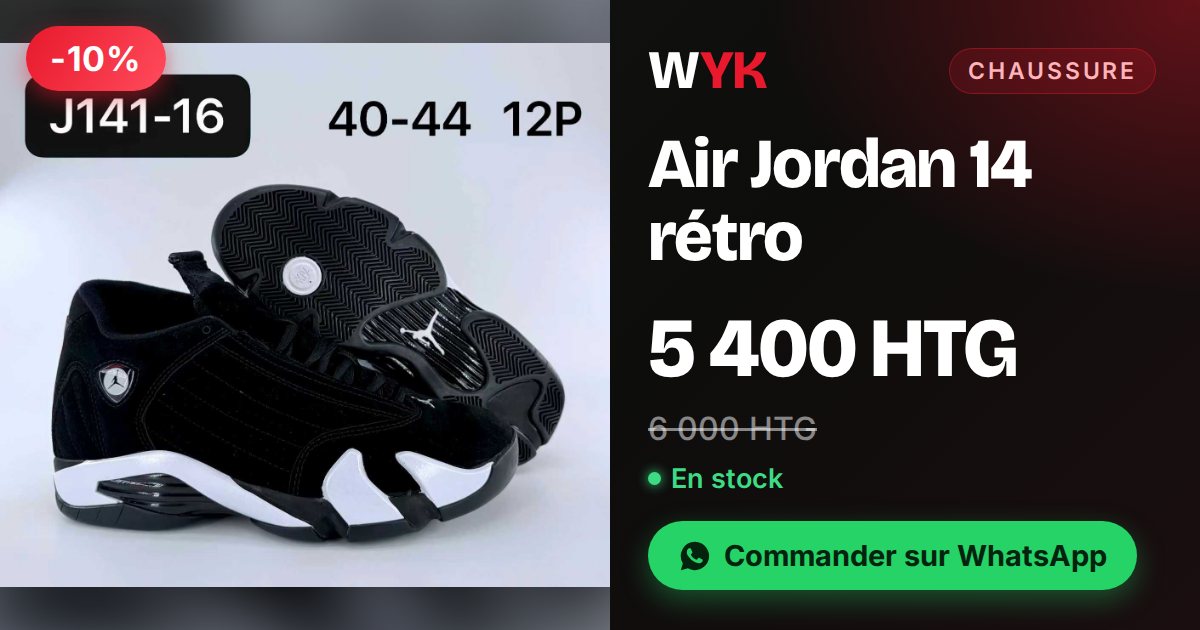 -10%
J141-16
40-44 12P
WYK
CHAUSSURE
Air Jordan 14
rétro
5 400 HTG
6 000 HTG
En stock
Commander sur WhatsApp